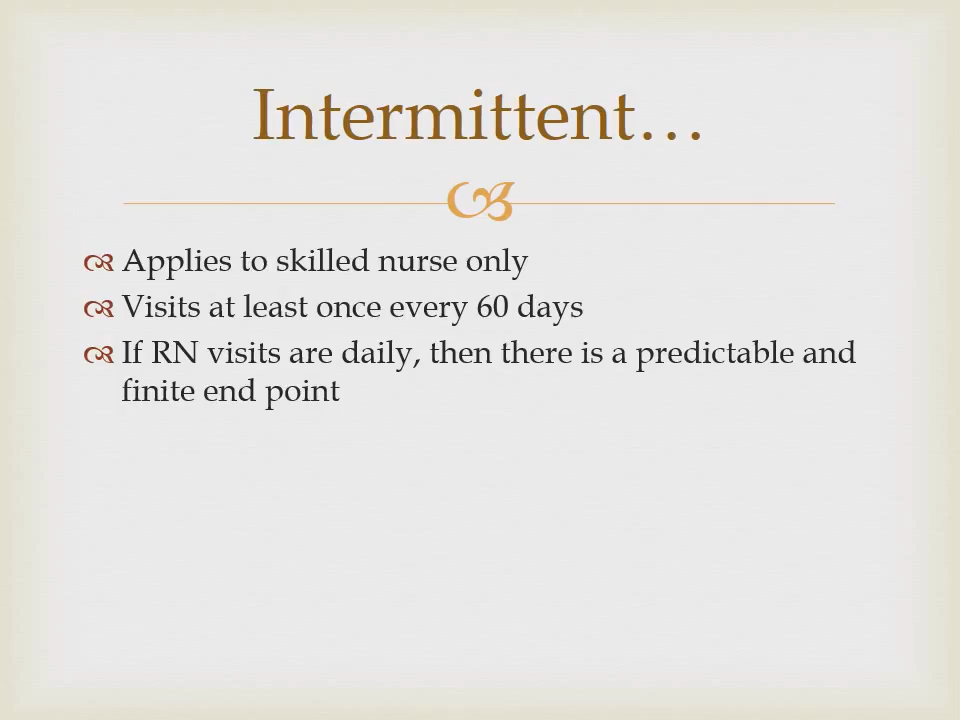 Intermittent…
Applies to skilled nurse only
Visits at least once every 60 days
If RN visits are daily, then there is a predictable and
finite end point